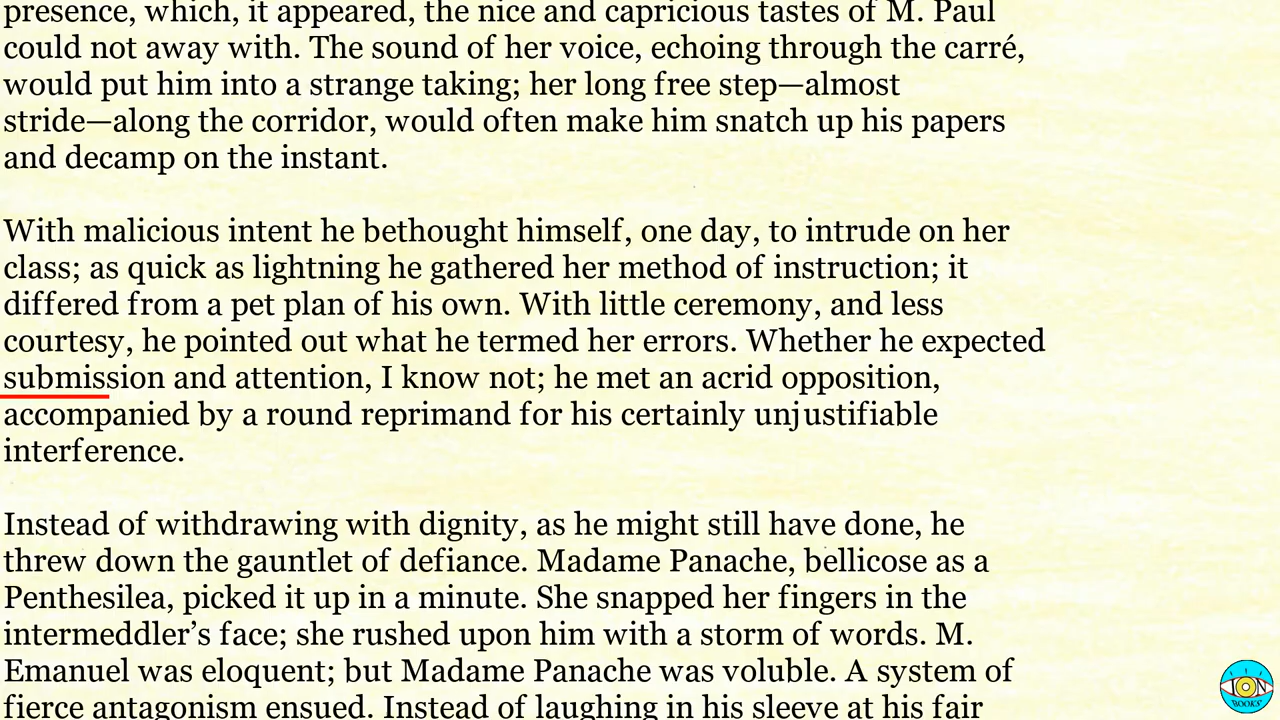 presence, which, it appeared, the nice and capricious tastes of M. Paul
could not away with. The sound of her voice, echoing through the carré,
would put him into a strange taking; her long free step—almost
stride—along the corridor, would often make him snatch up his papers
and decamp on the instant.
With malicious intent he bethought himself, one day, to intrude on her
class; as quick as lightning he gathered her method of instruction; it
differed from a pet plan of his own. With little ceremony, and less
courtesy, he pointed out what he termed her errors. Whether he expected
submission and attention, I know not; he met an acrid opposition,
accompanied by a round reprimand for his certainly unjustifiable
interference.
Instead of withdrawing with dignity, as he might still have done, he
threw down the gauntlet of defiance. Madame Panache, bellicose as a
Penthesilea, picked it up in a minute. She snapped her fingers in the
intermeddler’s face; she rushed upon him with a storm of words. M.
Emanuel was eloquent; but Madame Panache was voluble. A system of
fierce antagonism ensued. Instead of laughing in his sleeve at his fair
ION
BOOKS